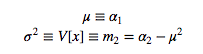 μ ≡ α₁
σ² ≡ V[x] ≡ m₂ = α₂ − μ²